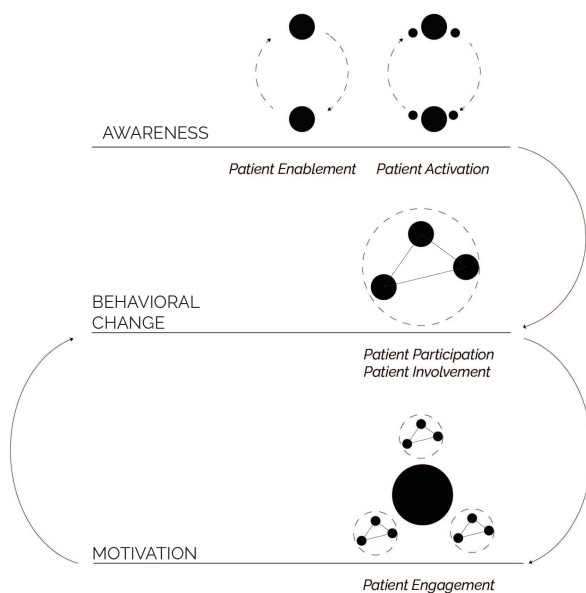 AWARENESS
Patient Enablement
Patient Activation
BEHAVIORAL
CHANGE
Patient Participation
Patient Involvement
MOTIVATION
Patient Engagement